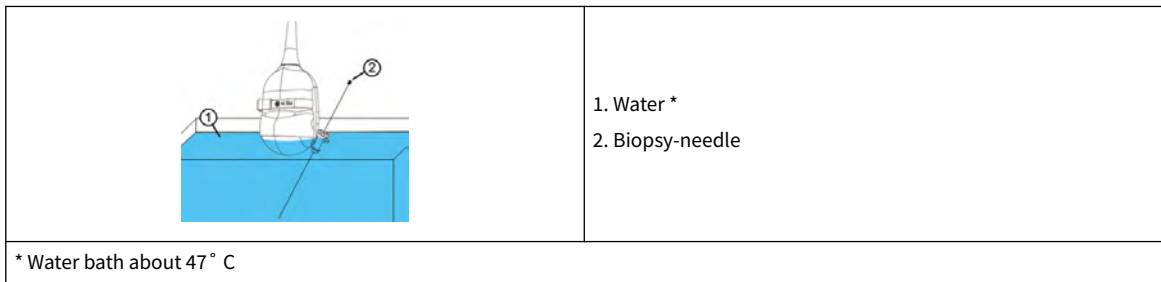 2
1
1. Water *
2. Biopsy-needle
* Water bath about 47° C